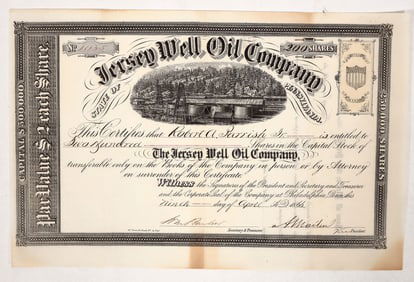 No. 1055
200 SHARES
Jersey Well Oil Company
STATE OF PENNSYLVANIA
CAPITAL $500,000
Par Value $2 each Share
250,000 SHARES
This Certifies that Robert A. Parrish Jr. is entitled to
Two Hundred Shares in the Capital Stock of
The Jersey Well Oil Company,
transferable only on the Books of the Company in person or by Attorney
on surrender of this Certificate.
Witness the Signatures of the President and Secretary and Treasurer
and the Corporate Seal of the Company at Philadelphia, Penn. this
Ninth day of April A.D. 186
Secretary & Treasurer
President